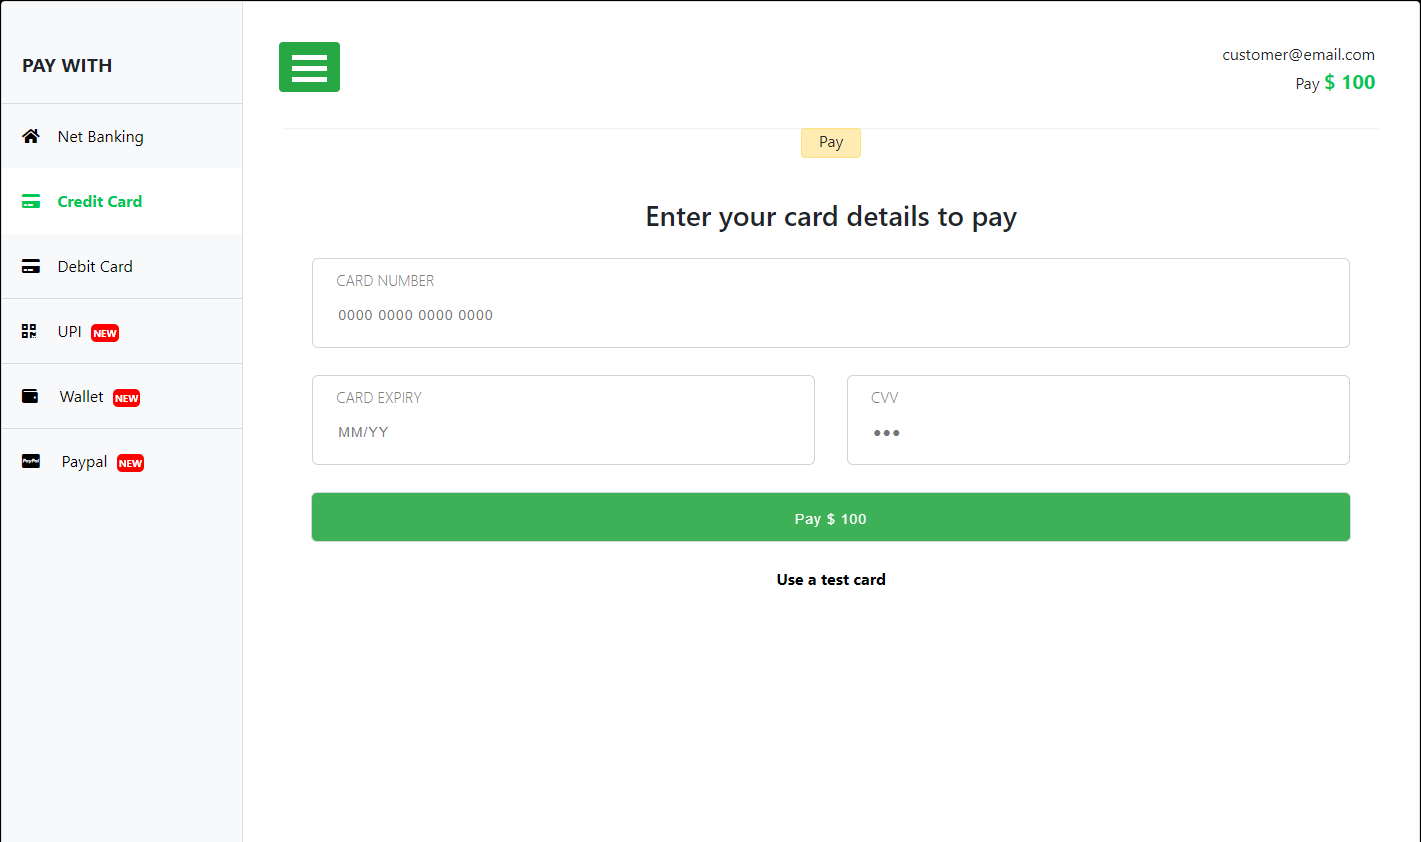 PAY WITH
Net Banking
Credit Card
Debit Card
UPI NEW
Wallet NEW
PayPal Paypal NEW
customer@email.com
Pay $ 100
Pay
Enter your card details to pay
CARD NUMBER
0000 0000 0000 0000
CARD EXPIRY
MM/YY
CVV
●●●
Pay $ 100
Use a test card